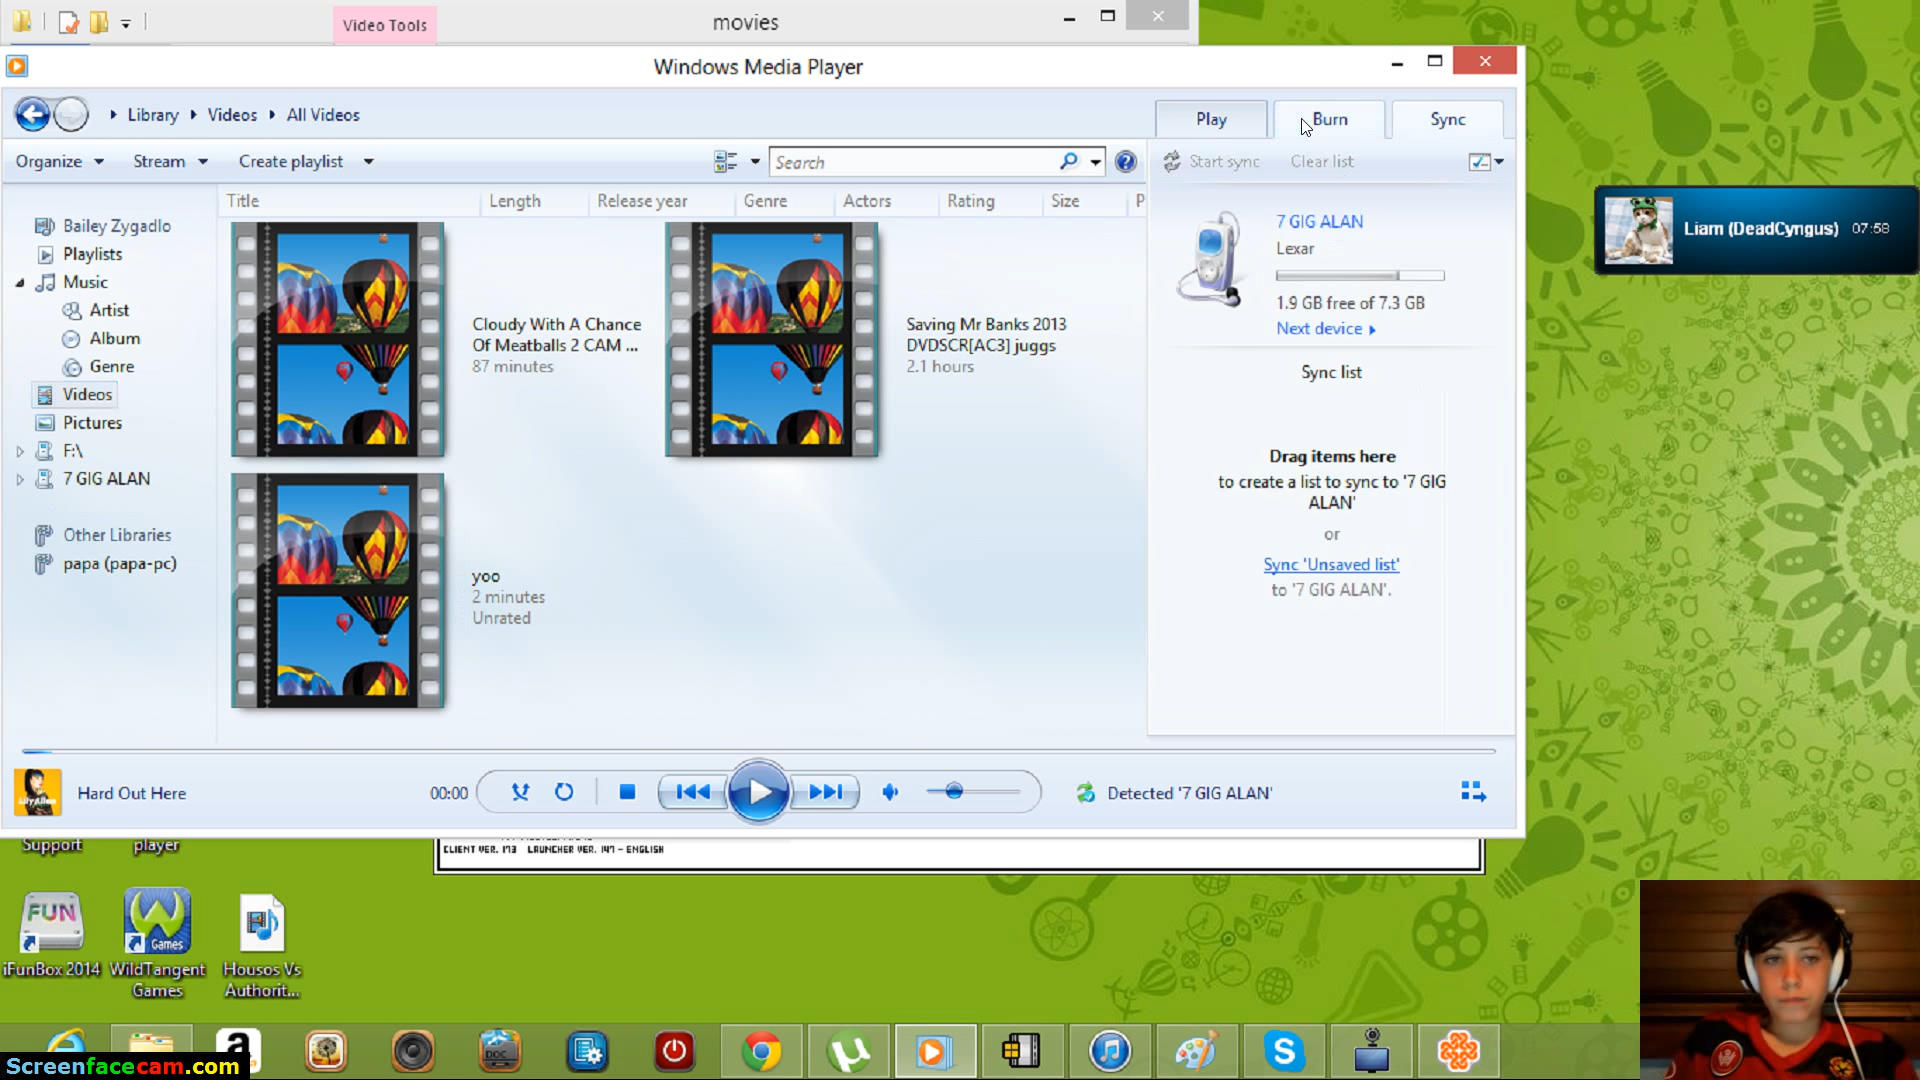 Video Tools
movies
Windows Media Player
Library Videos All Videos
Play
Burn
Sync
Organize
Stream
Create playlist
Search
Start sync
Clear list
Title
Length
Release year
Genre
Actors
Rating
Size
P
Bailey Zygadlo
Playlists
Music
Artist
Album
Genre
Videos
Pictures
F:\
7 GIG ALAN
Other Libraries
papa (papa-pc)
Cloudy With A Chance
Of Meatballs 2 CAM ...
87 minutes
Saving Mr Banks 2013
DVDSCR[AC3] juggs
2.1 hours
yoo
2 minutes
Unrated
7 GIG ALAN
Lexar
1.9 GB free of 7.3 GB
Next device
Sync list
Drag items here
to create a list to sync to '7 GIG
ALAN'
or
Sync 'Unsaved list'
to '7 GIG ALAN'.
Liam (DeadCyngus) 07:58
Hard Out Here
00:00
Detected '7 GIG ALAN'
Support
player
CLIENT VER. 173 LAUNCHER VER. 147 - ENGLISH
FUN
iFunBox 2014
Games
WildTangent
Games
Housos Vs
Authorit...
a
DOC
Screenfacecam.com